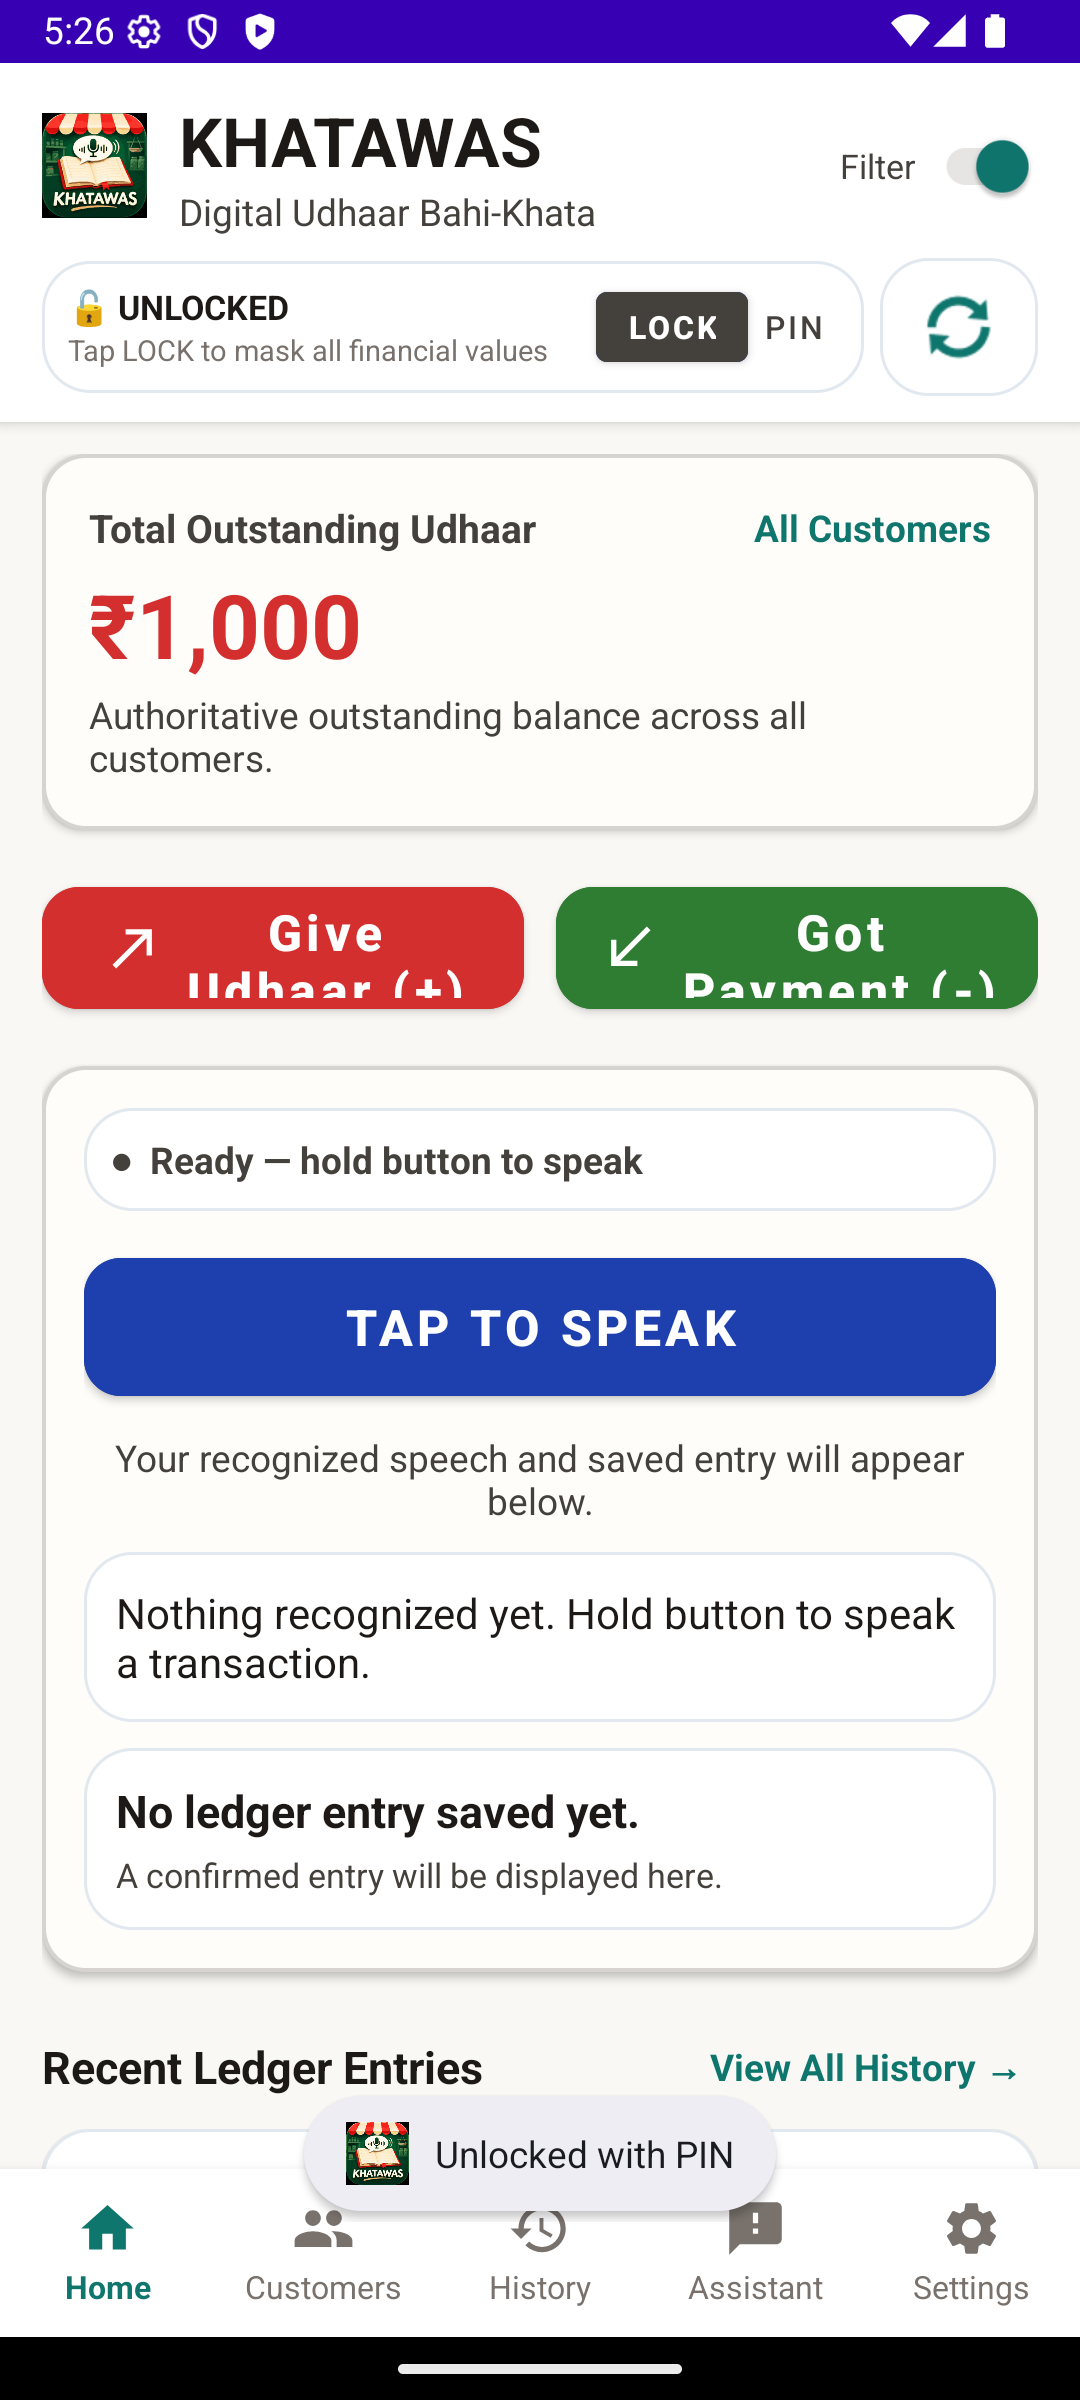 5:26
KHATAWAS
KHATAWAS
Digital Udhaar Bahi-Khata
Filter
UNLOCKED
Tap LOCK to mask all financial values
LOCK
PIN
Total Outstanding Udhaar
All Customers
₹1,000
Authoritative outstanding balance across all
customers.
Give
Udhaar (+)
Got
Payment (-)
Ready — hold button to speak
TAP TO SPEAK
Your recognized speech and saved entry will appear
below.
Nothing recognized yet. Hold button to speak
a transaction.
No ledger entry saved yet.
A confirmed entry will be displayed here.
Recent Ledger Entries
View All History →
KHATAWAS
Unlocked with PIN
Home
Customers
History
Assistant
Settings